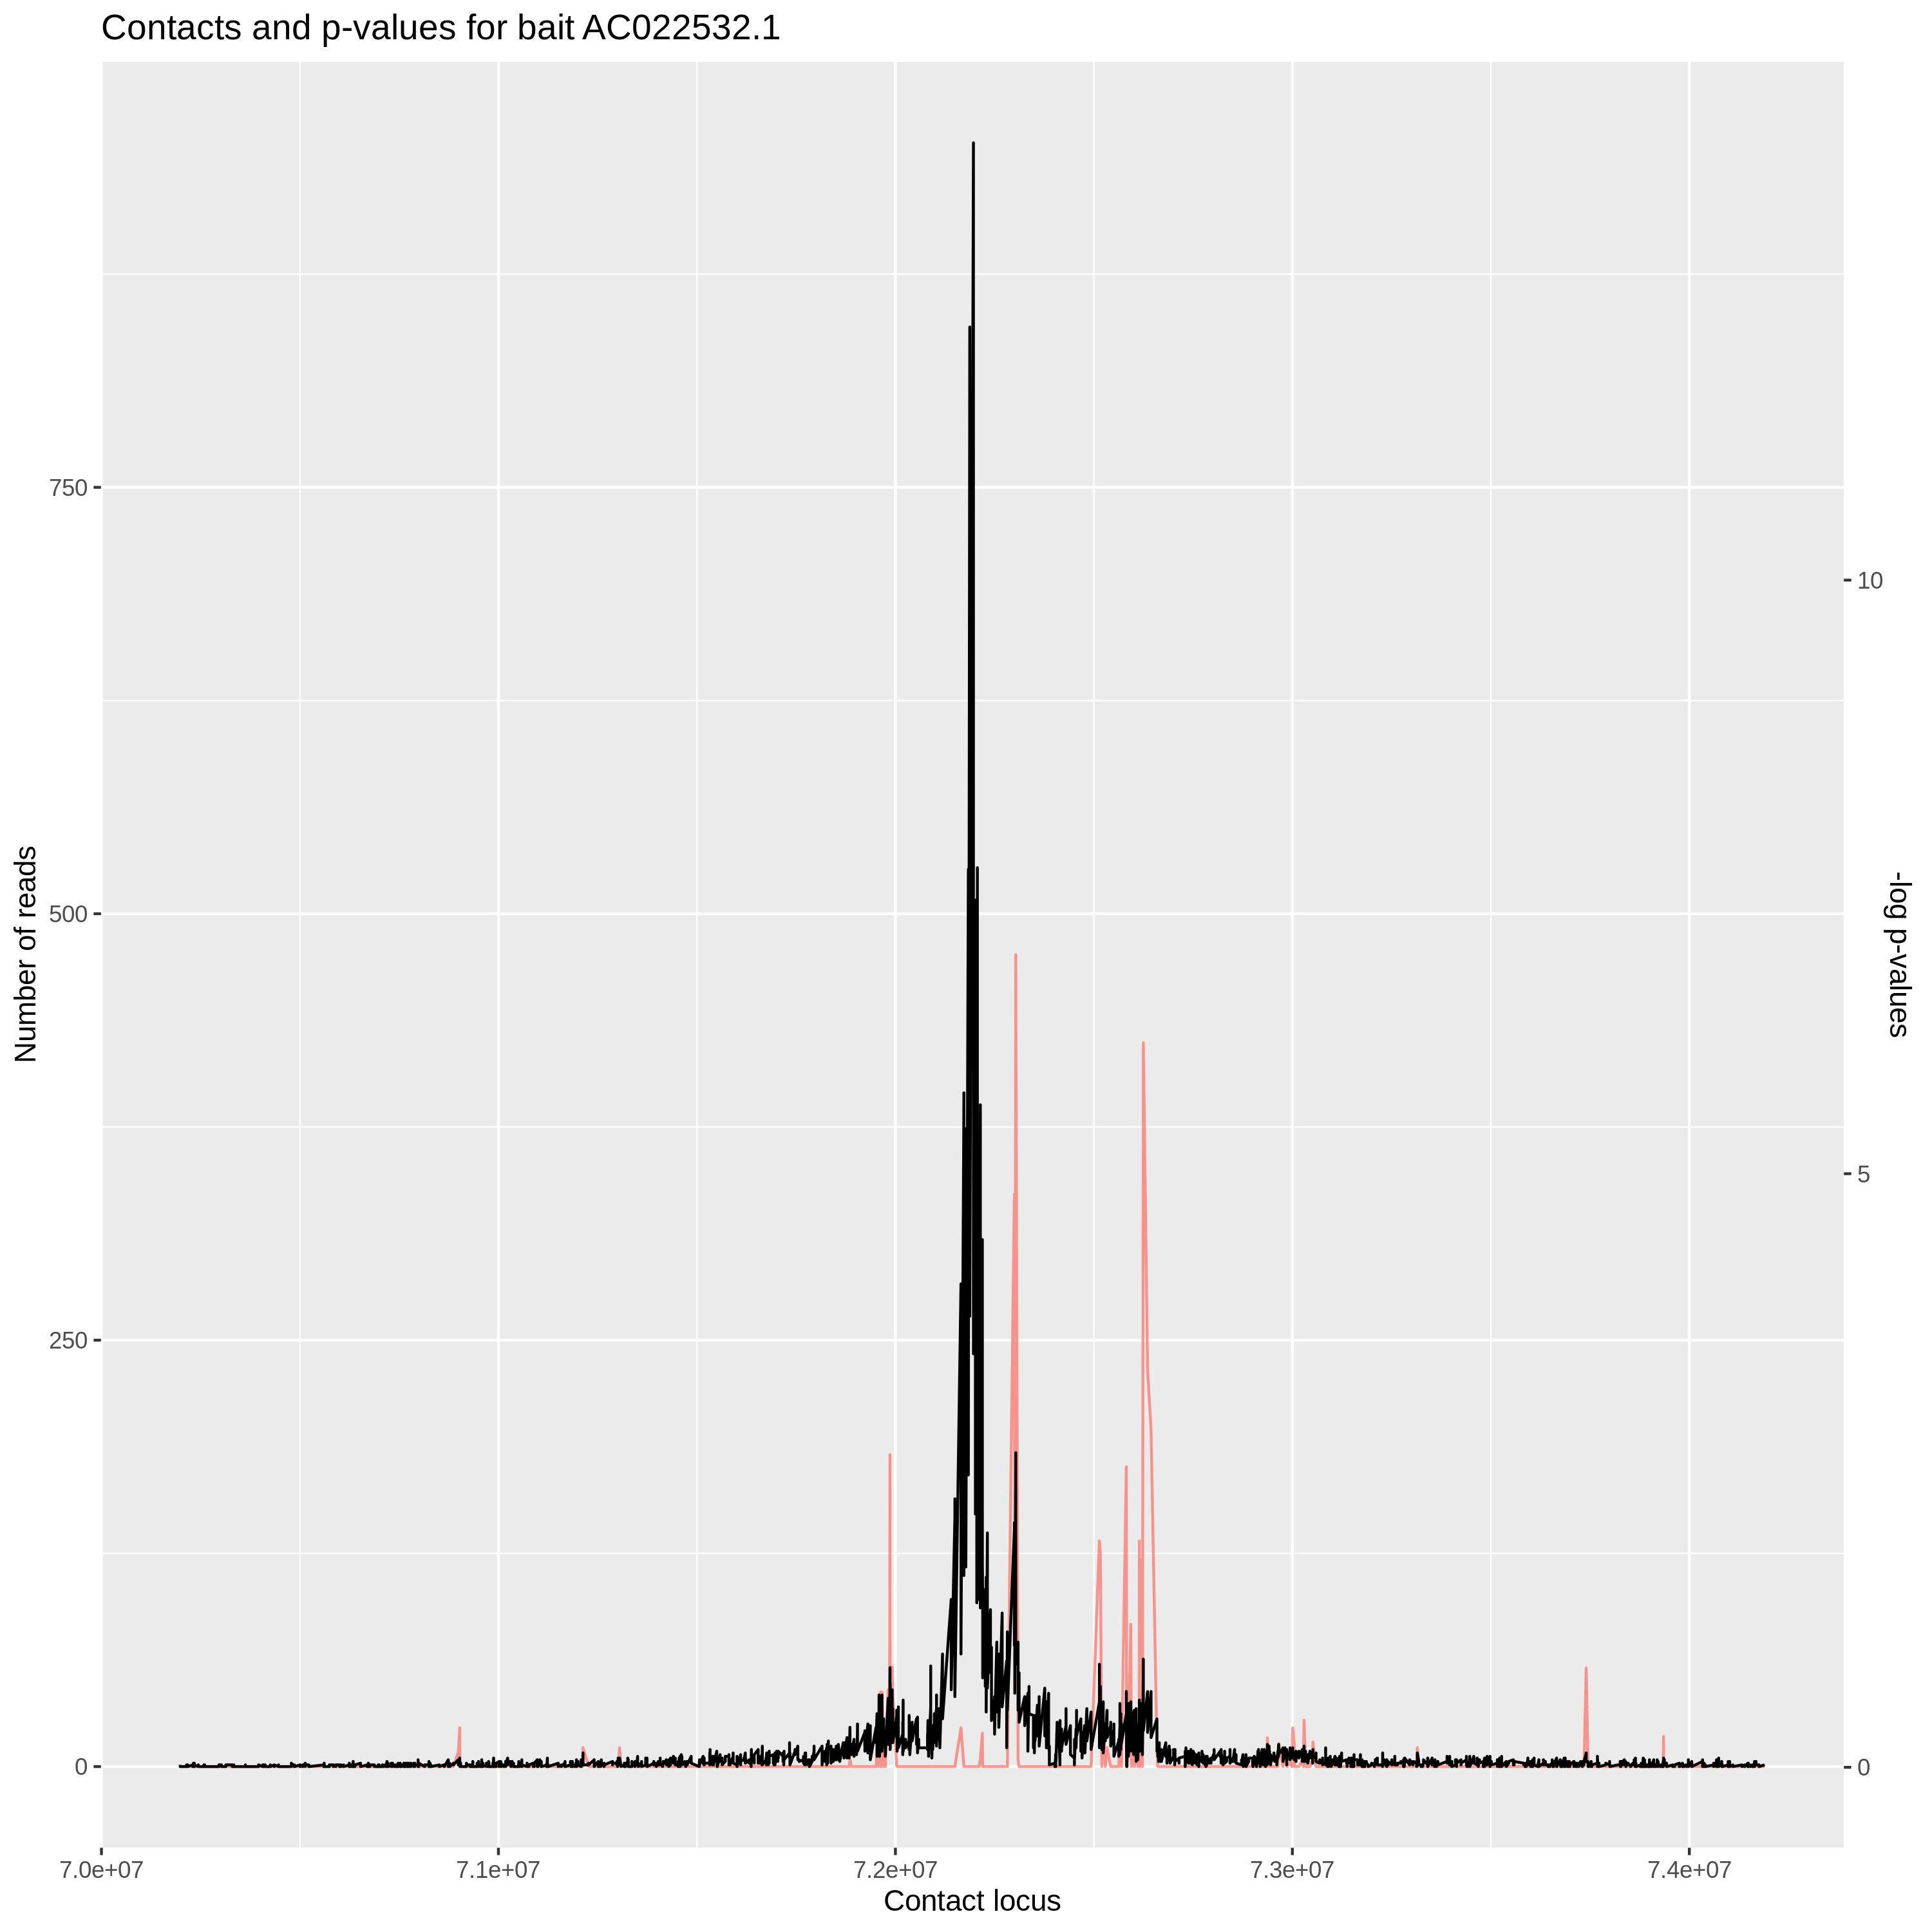 Contacts and p-values for bait AC022532.1
Number of reads
750
500
250
0
10
5
0
-log p-values
7.0e+07 7.1e+07 7.2e+07 7.3e+07 7.4e+07
Contact locus